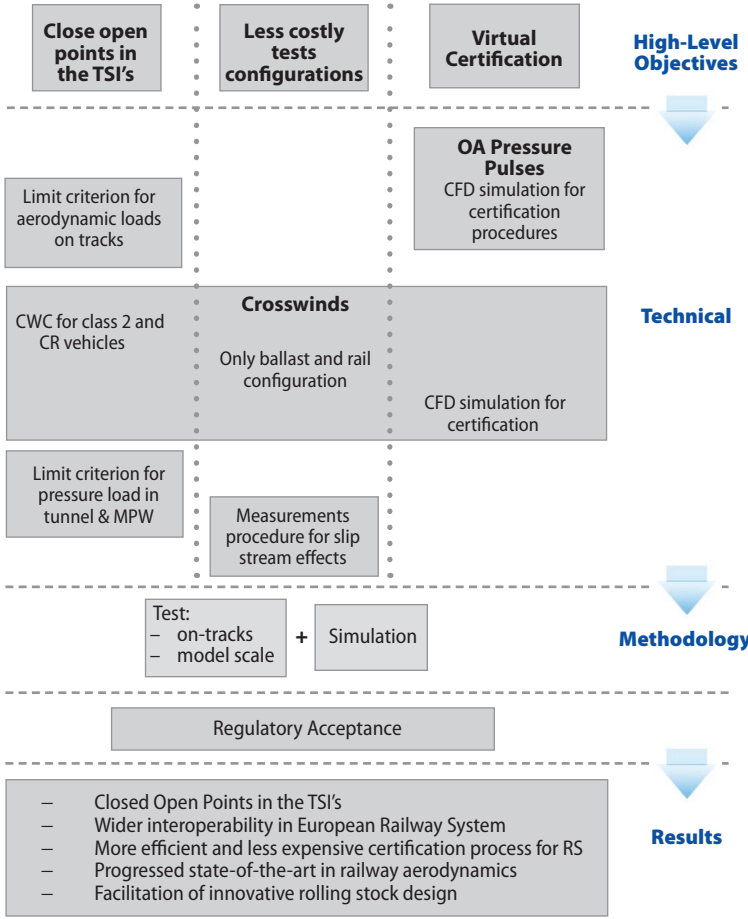 Close open
points in
the TSI's
Less costly
tests
configurations
Virtual
Certification
High-Level
Objectives
OA Pressure
Pulses
CFD simulation for
certification
procedures
Limit criterion for
aerodynamic loads
on tracks
Crosswinds
CWC for class 2 and
CR vehicles
Only ballast and rail
configuration
CFD simulation for
certification
Technical
Limit criterion for
pressure load in
tunnel & MPW
Measurements
procedure for slip
stream effects
Test:
– on-tracks
– model scale
+
Simulation
Methodology
Regulatory Acceptance
– Closed Open Points in the TSI's
– Wider interoperability in European Railway System
– More efficient and less expensive certification process for RS
– Progressed state-of-the-art in railway aerodynamics
– Facilitation of innovative rolling stock design
Results